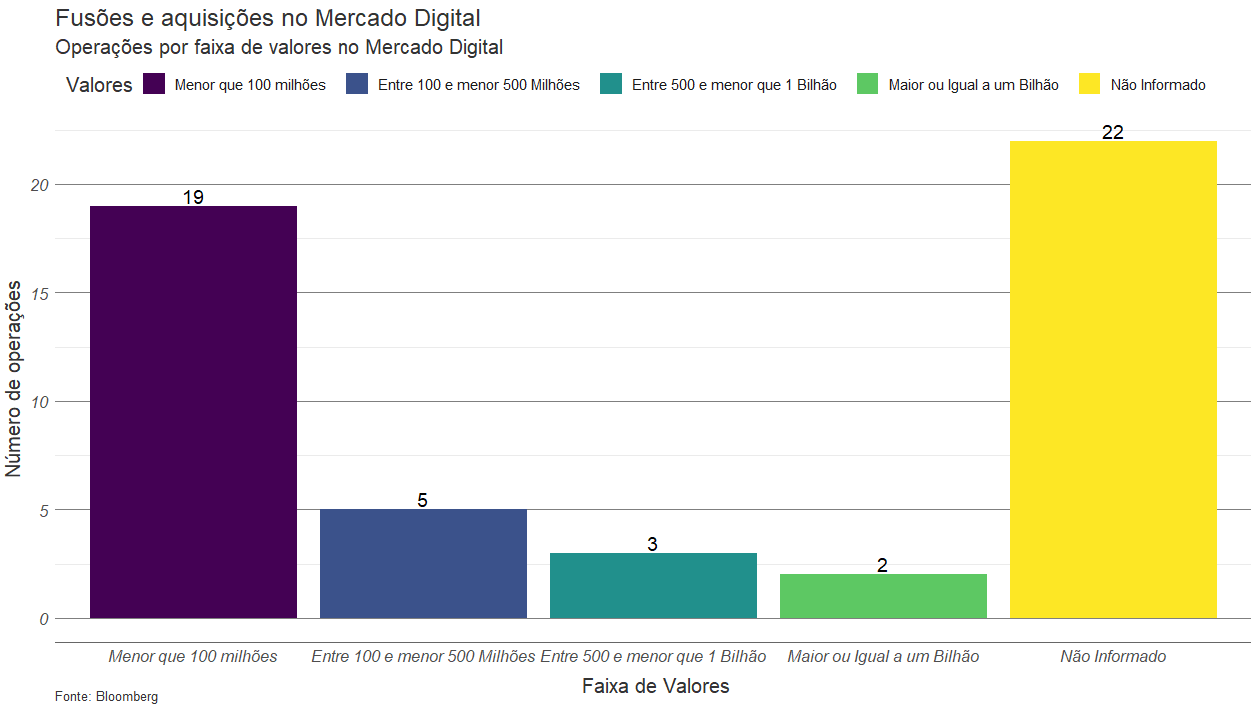 Fusões e aquisições no Mercado Digital
Operações por faixa de valores no Mercado Digital
Valores Menor que 100 milhões Entre 100 e menor 500 Milhões Entre 500 e menor que 1 Bilhão Maior ou Igual a um Bilhão Não Informado
22
20
19
15
Número de operações
10
5
5
3
2
0
Menor que 100 milhões Entre 100 e menor 500 Milhões Entre 500 e menor que 1 Bilhão Maior ou Igual a um Bilhão Não Informado
Faixa de Valores
Fonte: Bloomberg